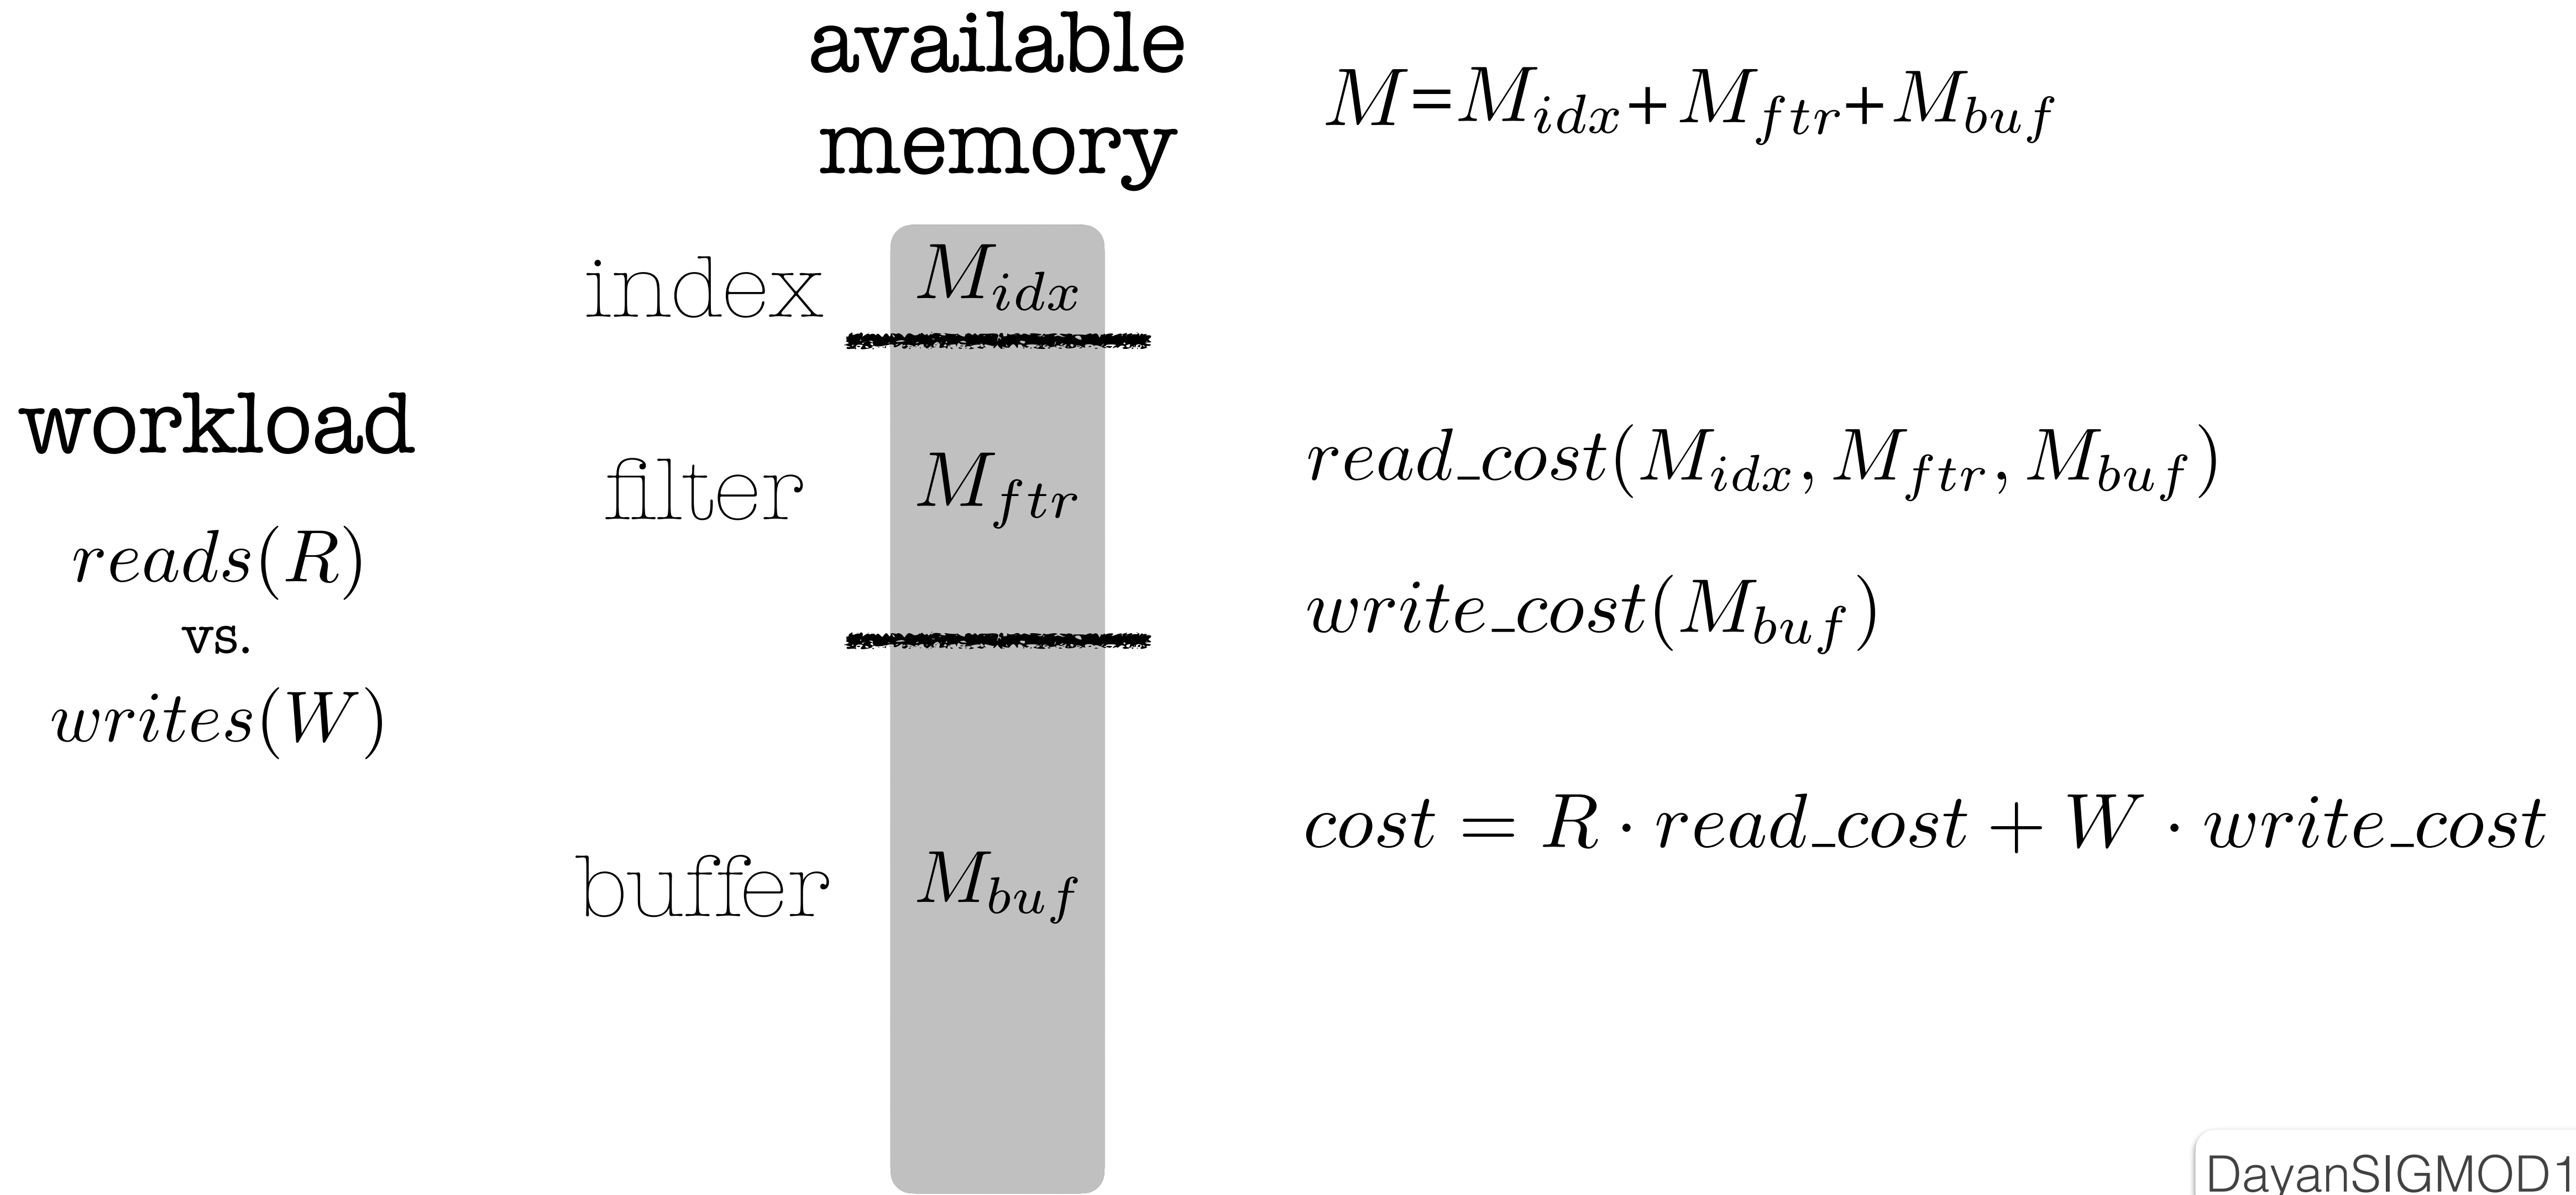 available
memory
M=M_{idx}+M_{ftr}+M_{buf}
index M_{idx}
workload
filter M_{ftr}
reads(R)
vs.
writes(W)
buffer M_{buf}
read_cost(M_{idx}, M_{ftr}, M_{buf})
write_cost(M_{buf})
cost = R · read_cost + W · write_cost
DayanSIGMOD1